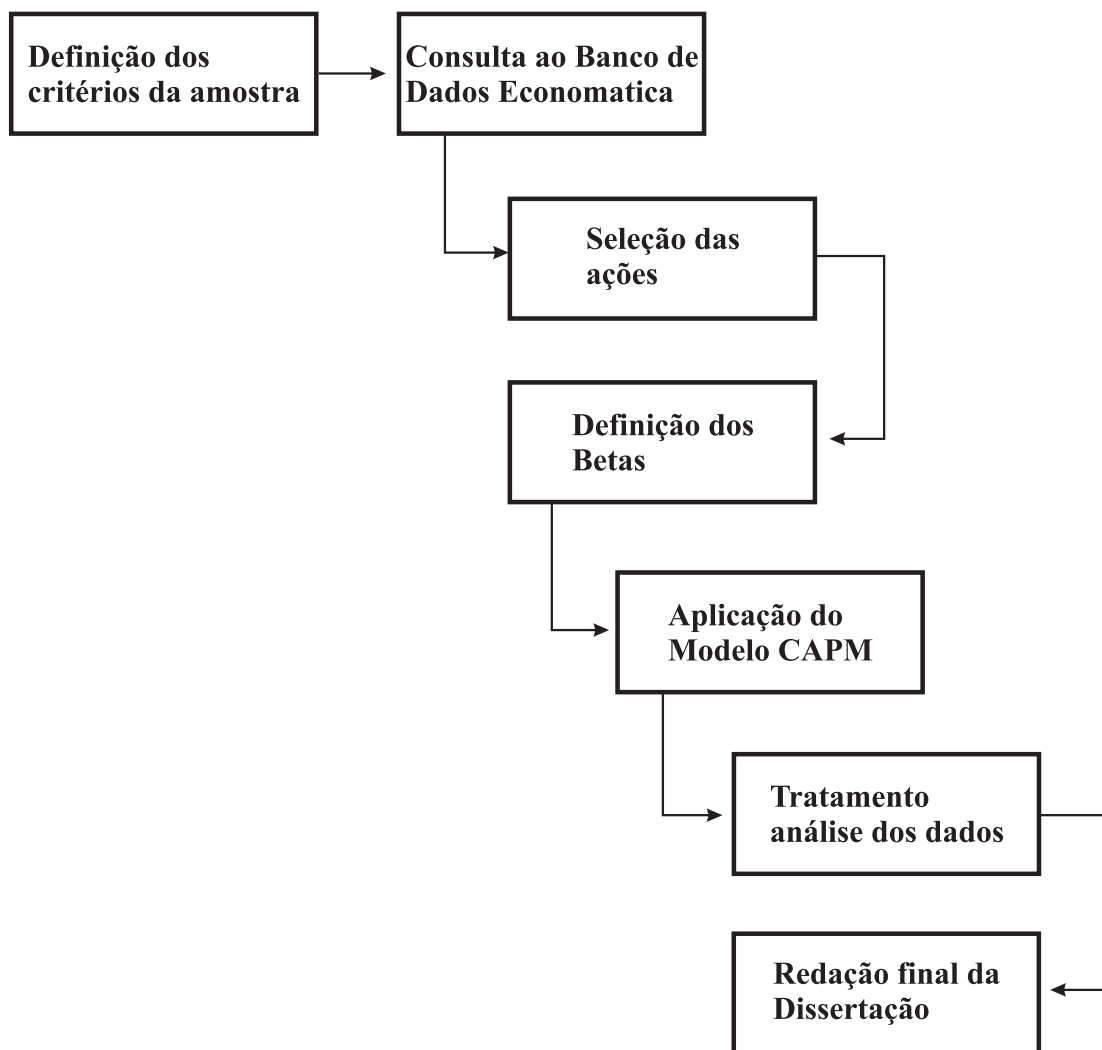 Definição dos
critérios da amostra
Consulta ao Banco de
Dados Economatica
Seleção das
ações
Definição dos
Betas
Aplicação do
Modelo CAPM
Tratamento
análise dos dados
Redação final da
Dissertação